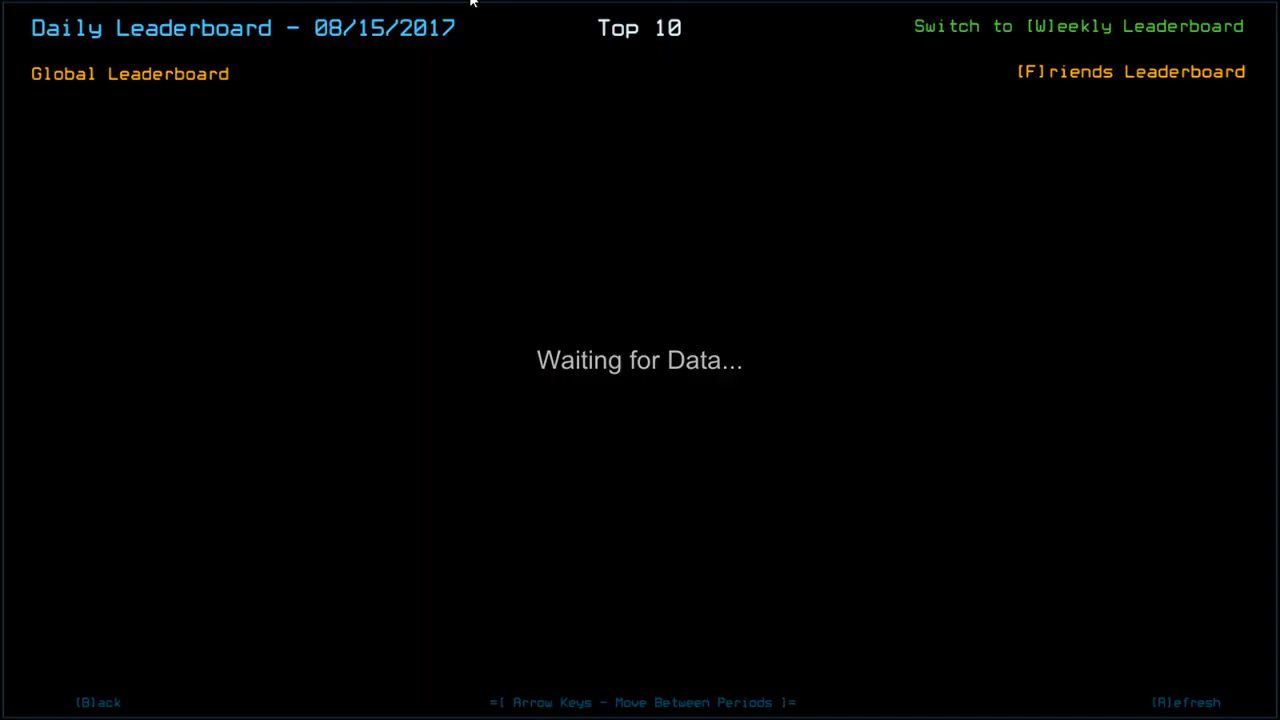 Daily Leaderboard - 08/15/2017 Top 10 Switch to [W]eekly Leaderboard
Global Leaderboard [F]riends Leaderboard
Waiting for Data...
[B]ack =[ Arrow Keys - Move Between Periods ]= [R]efresh